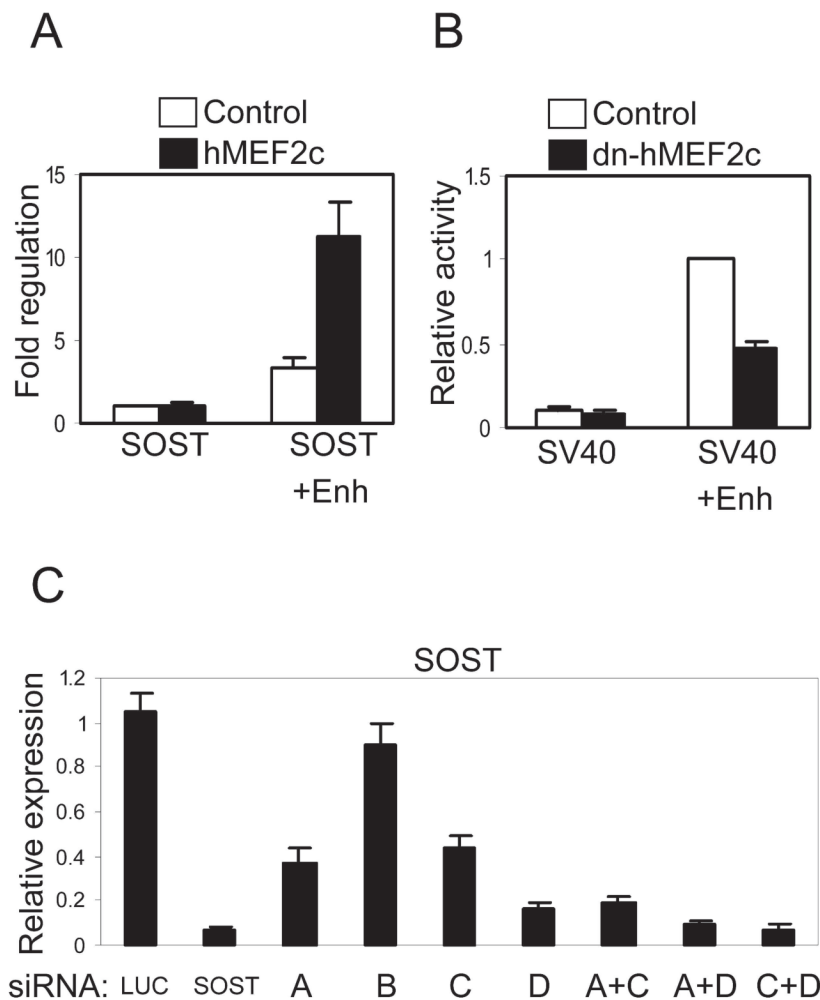 A
Control
hMEF2c
Fold regulation
15
10
5
0
SOST
SOST
+Enh
B
Control
dn-hMEF2c
Relative activity
1.5
1
0.5
0
SV40
SV40
+Enh
C
SOST
Relative expression
1.2
1
0.8
0.6
0.4
0.2
0
siRNA: LUC SOST A B C D A+C A+D C+D